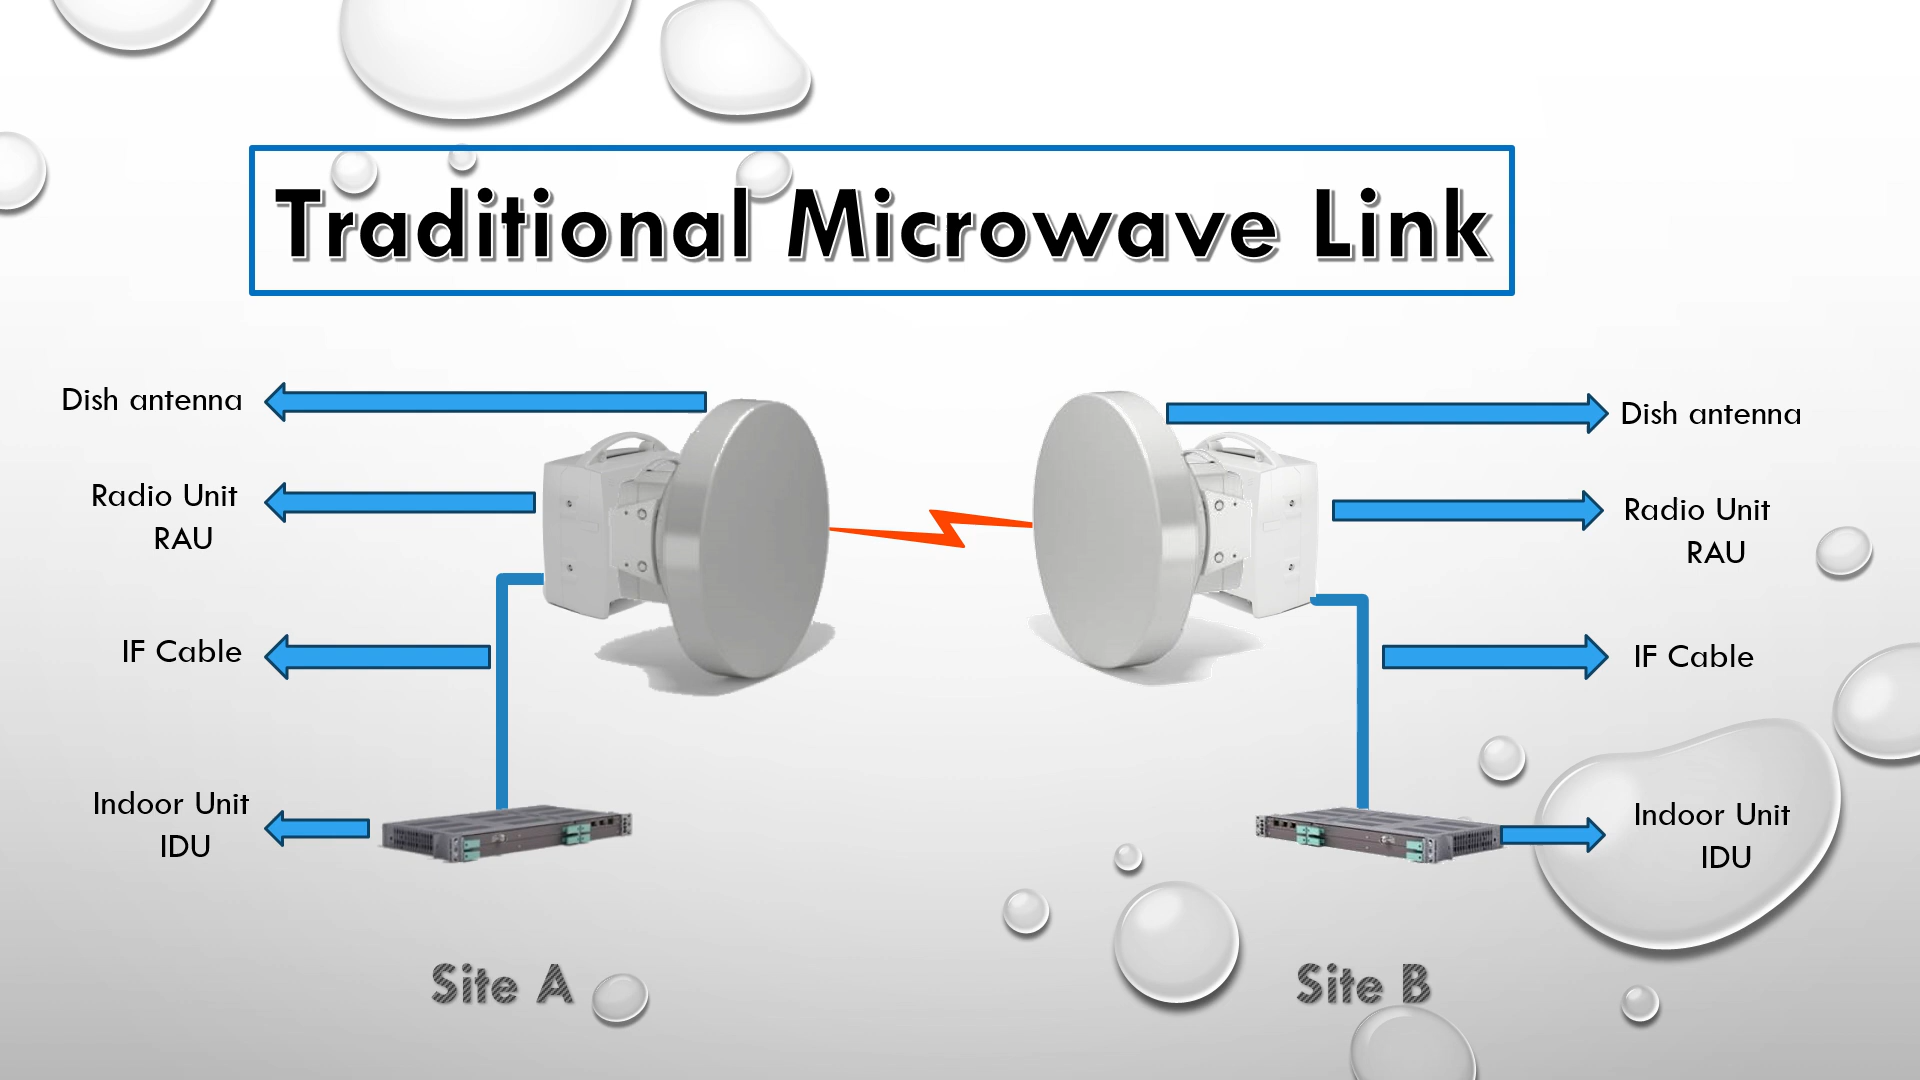 Traditional Microwave Link
Dish antenna
Radio Unit
RAU
IF Cable
Indoor Unit
IDU
Dish antenna
Radio Unit
RAU
IF Cable
Indoor Unit
IDU
Site A
Site B